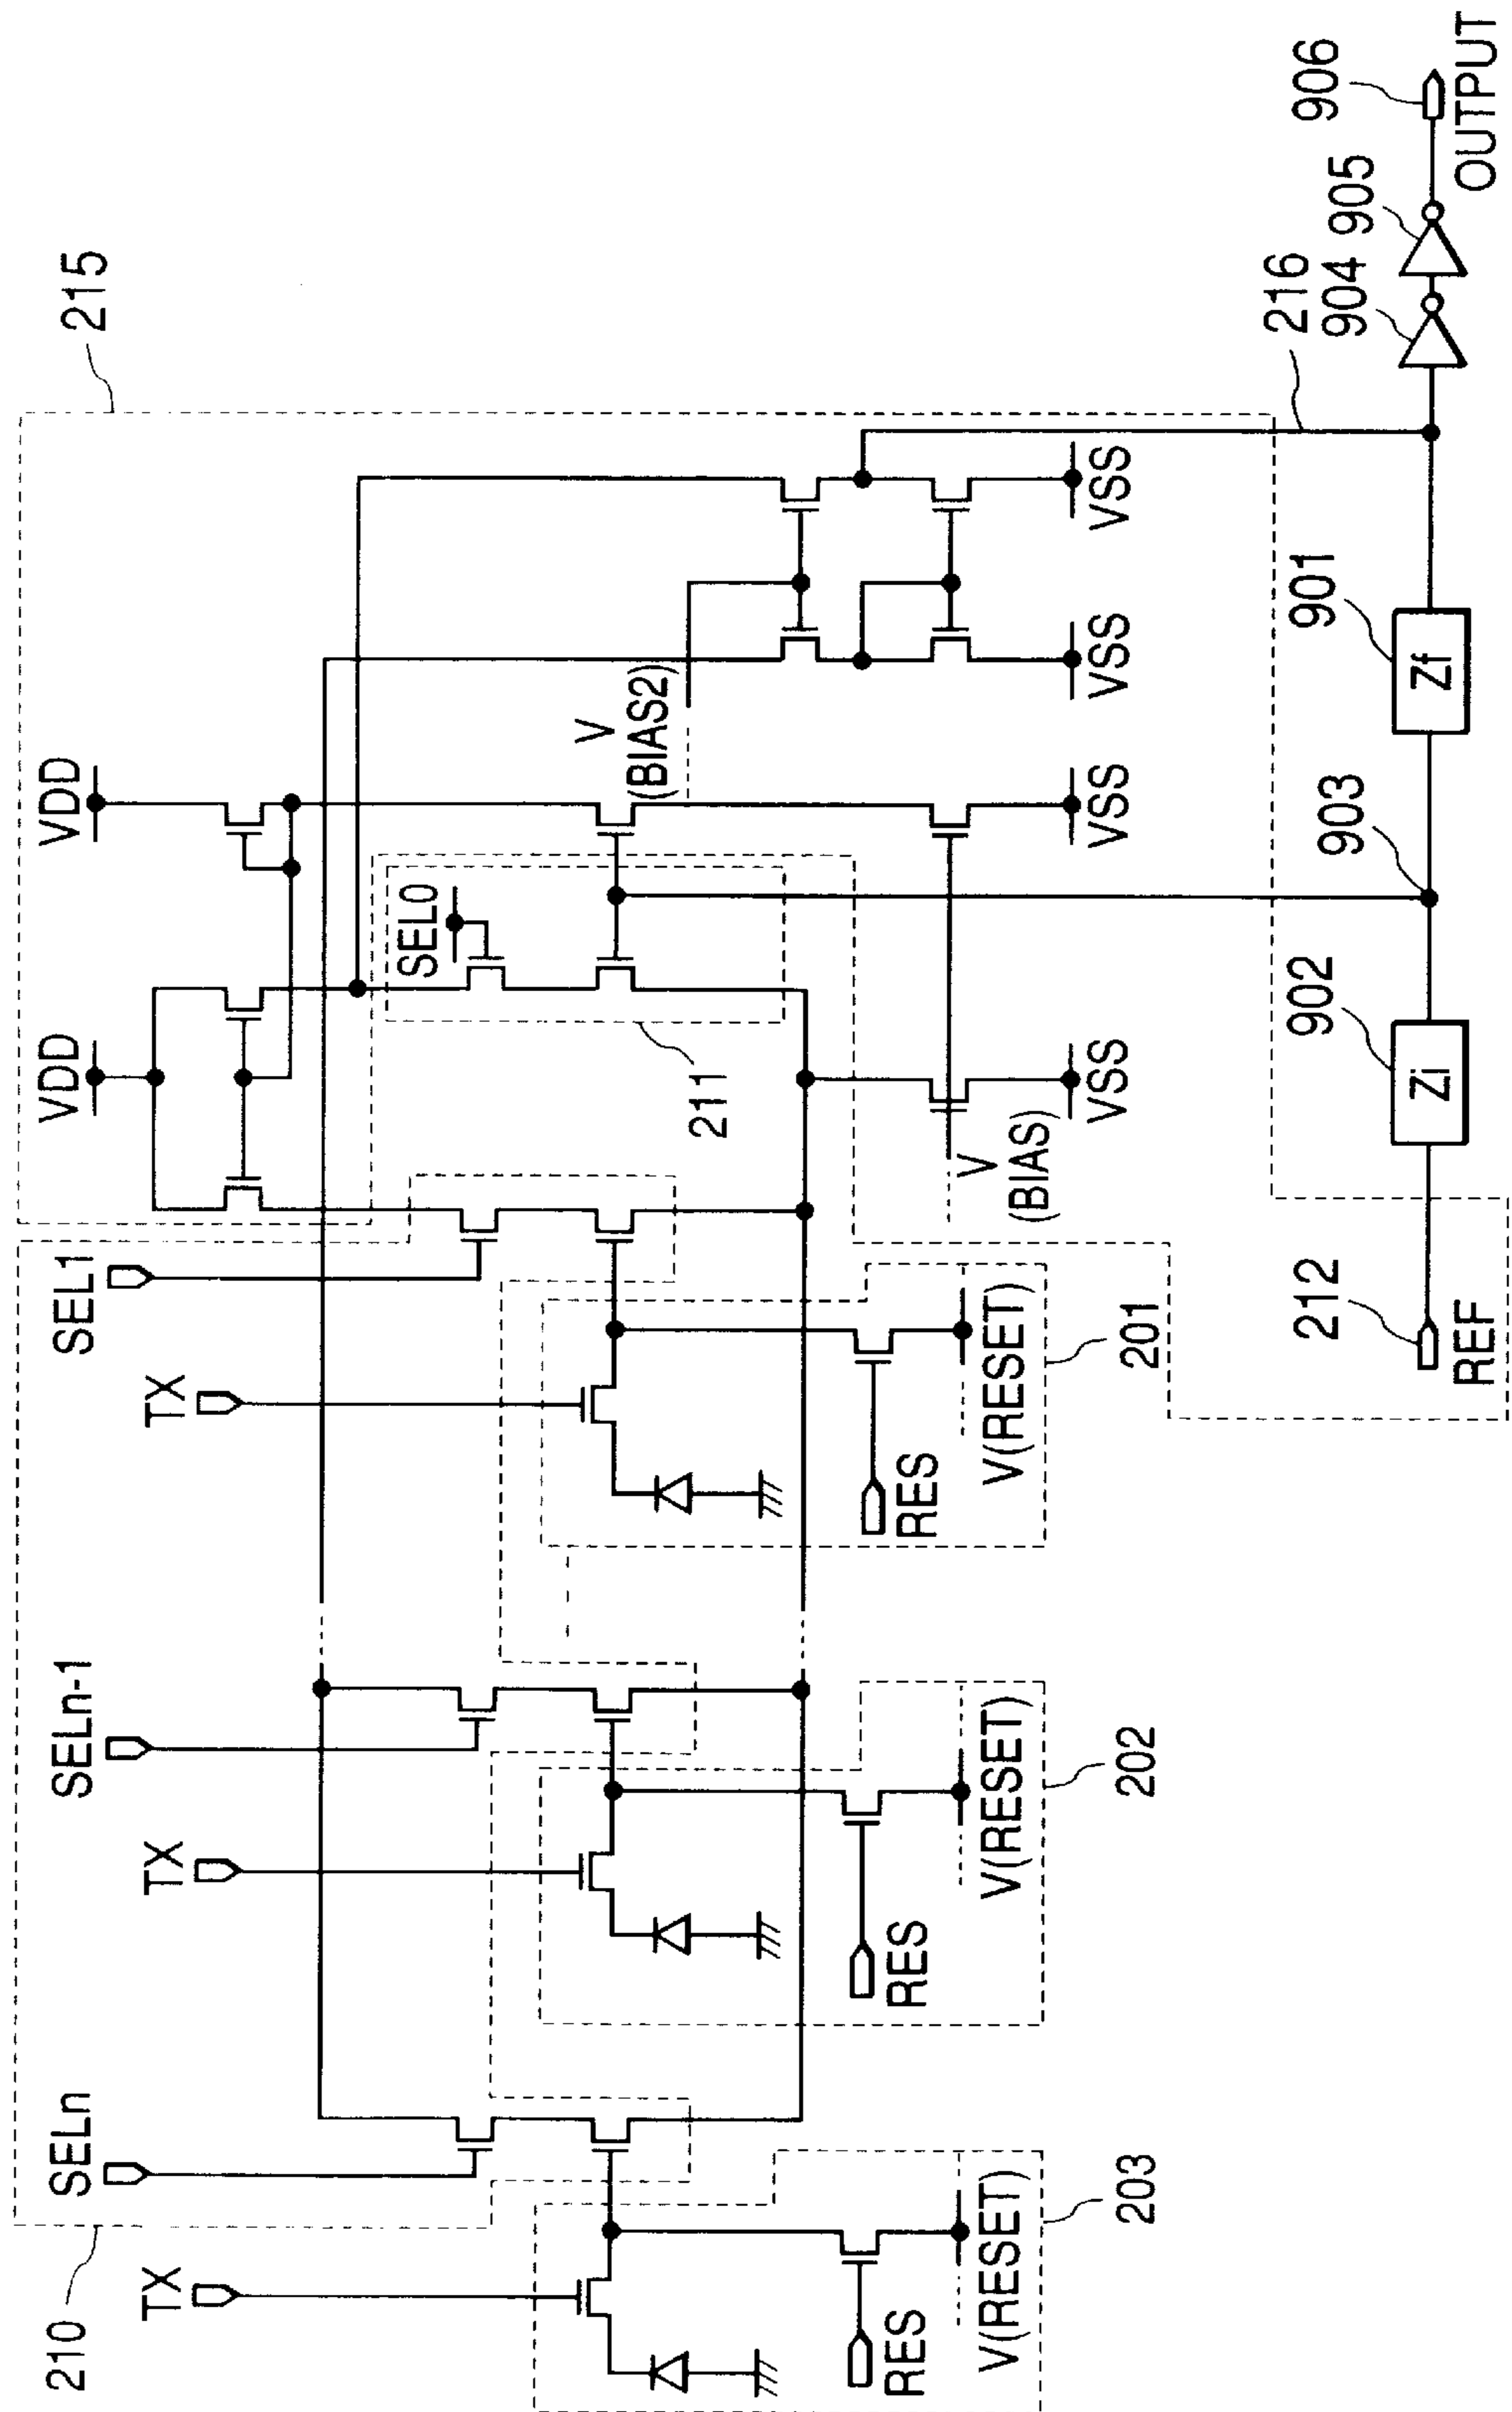 215
VDD
VDD
SEL1
TX
SELn-1
TX
SELn
TX
210
SEL0
211
V
(BIAS2)
V
(BIAS)
VSS
VSS
VSS
VSS
RES
V(RESET)
201
RES
V(RESET)
202
RES
V(RESET)
203
212
REF
902
Zi
903
901
Zf
216
904
905
906
OUTPUT